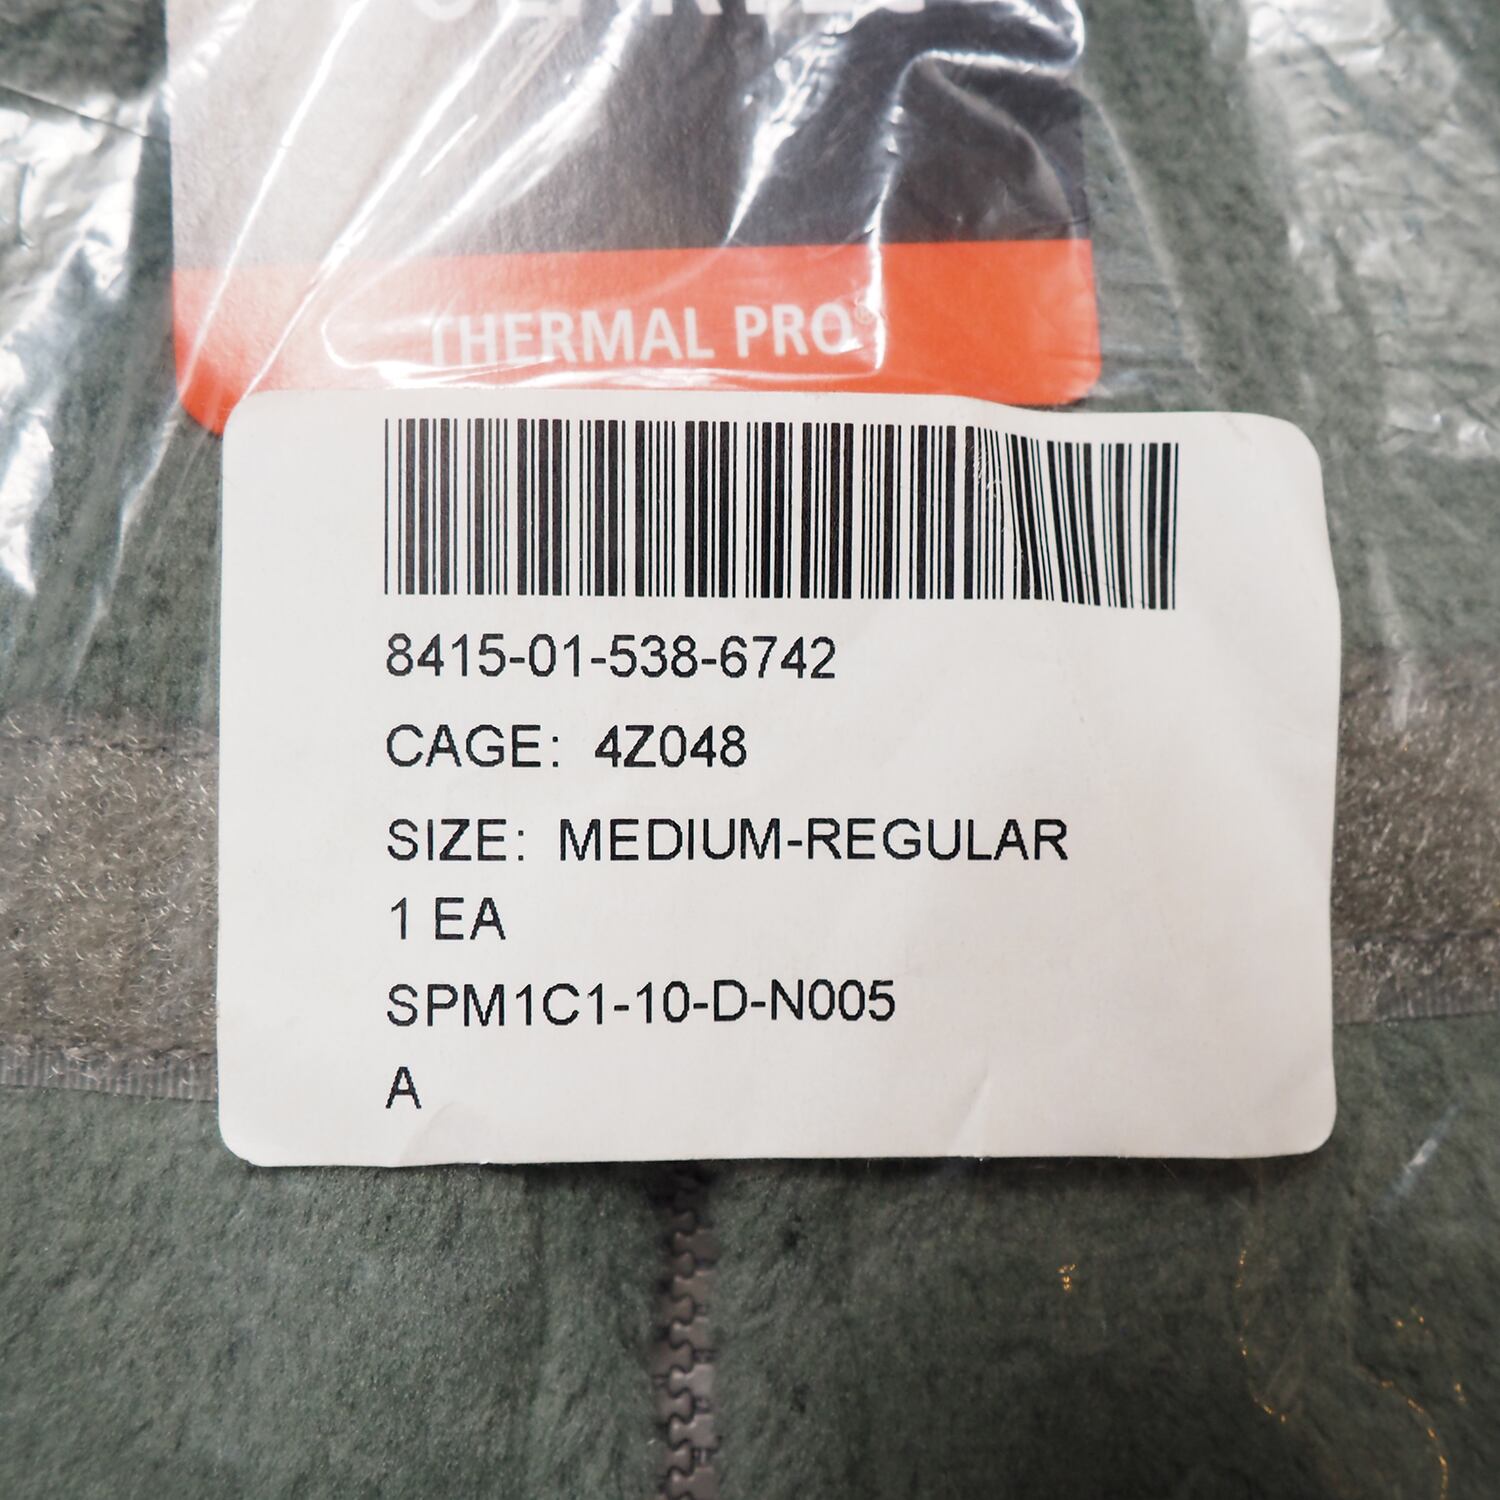 THERMAL PRO®
8415-01-538-6742
CAGE: 4Z048
SIZE: MEDIUM-REGULAR
1 EA
SPM1C1-10-D-N005
A